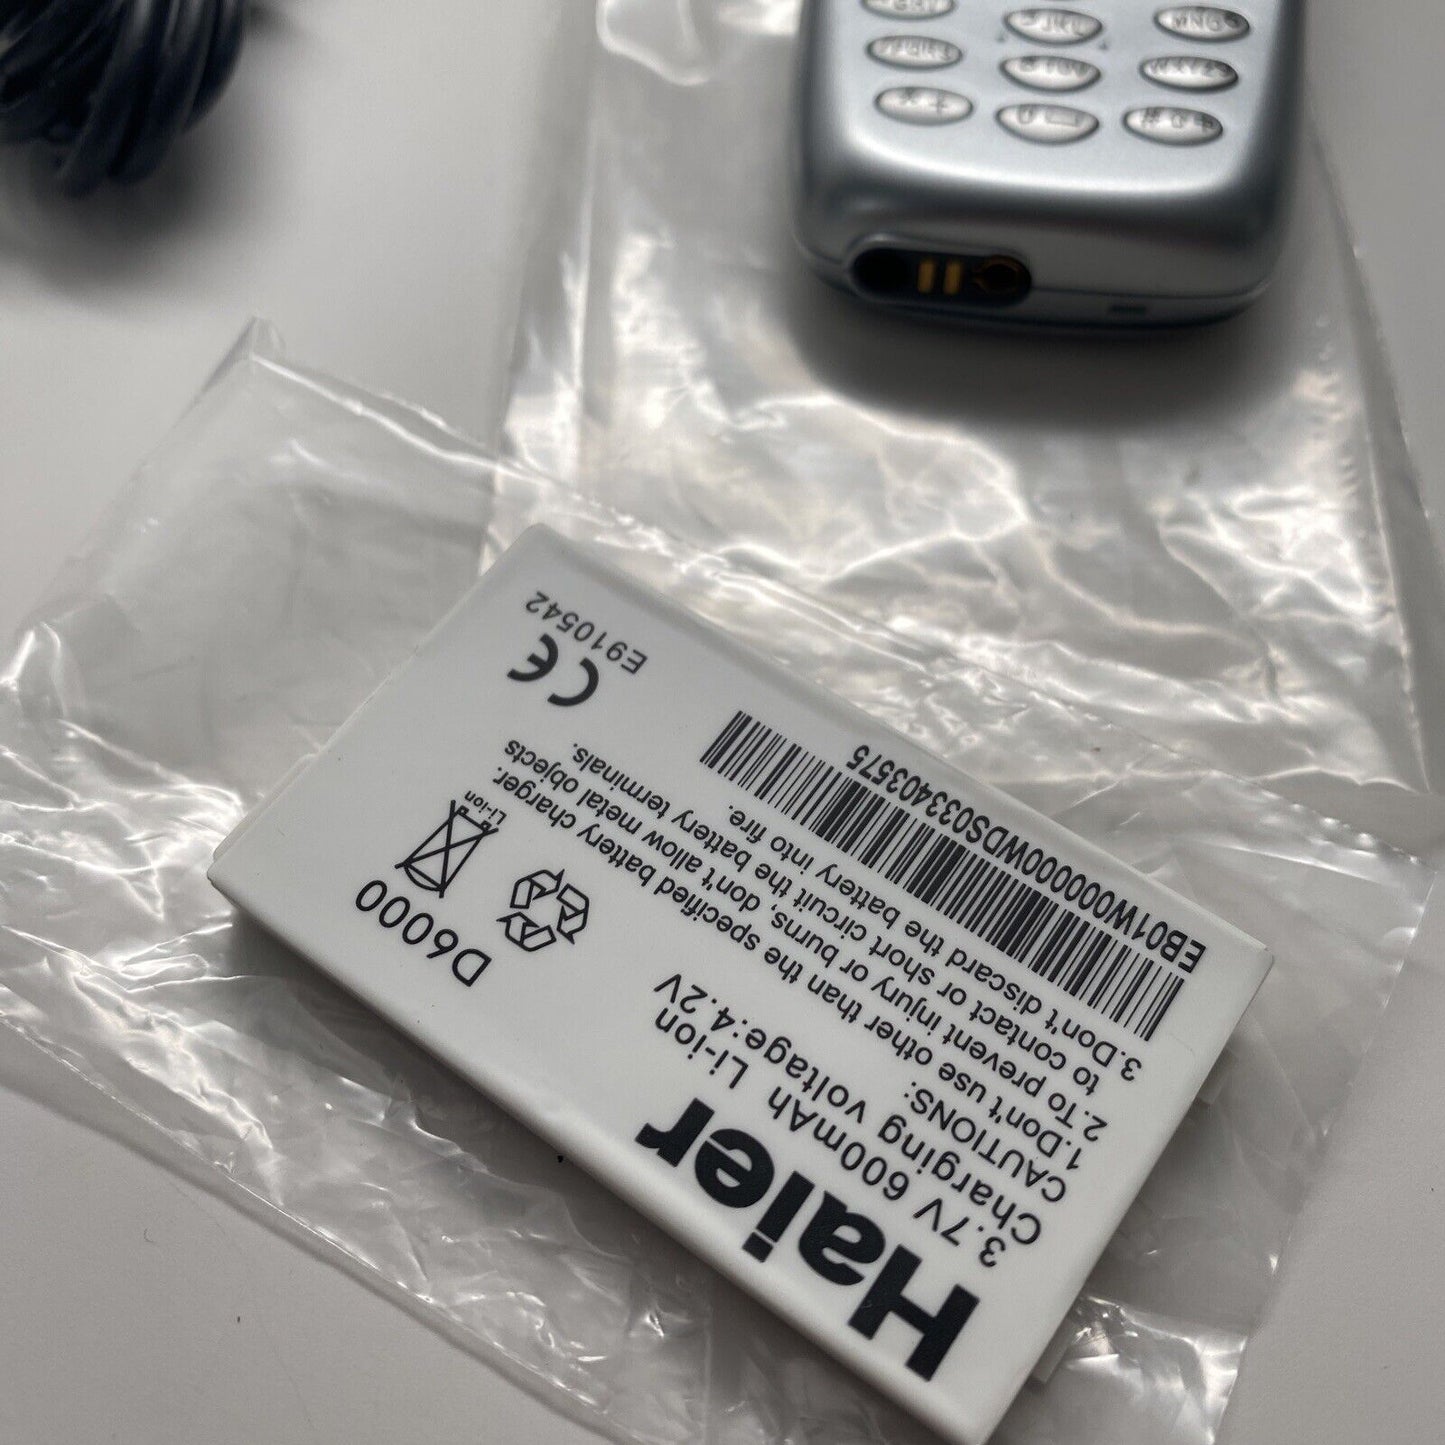 Haier
3.7V 600mAh Li-ion
Charging voltage:4.2V
CAUTIONS:
1.Don't use other than the specified battery charger.
2.To prevent injury or burns, don't allow metal objects
to contact or short circuit the battery terminals.
3.Don't discard the battery into fire.
EB01W0000000WDS033403575
D6000
Li-ion
CE
E910542